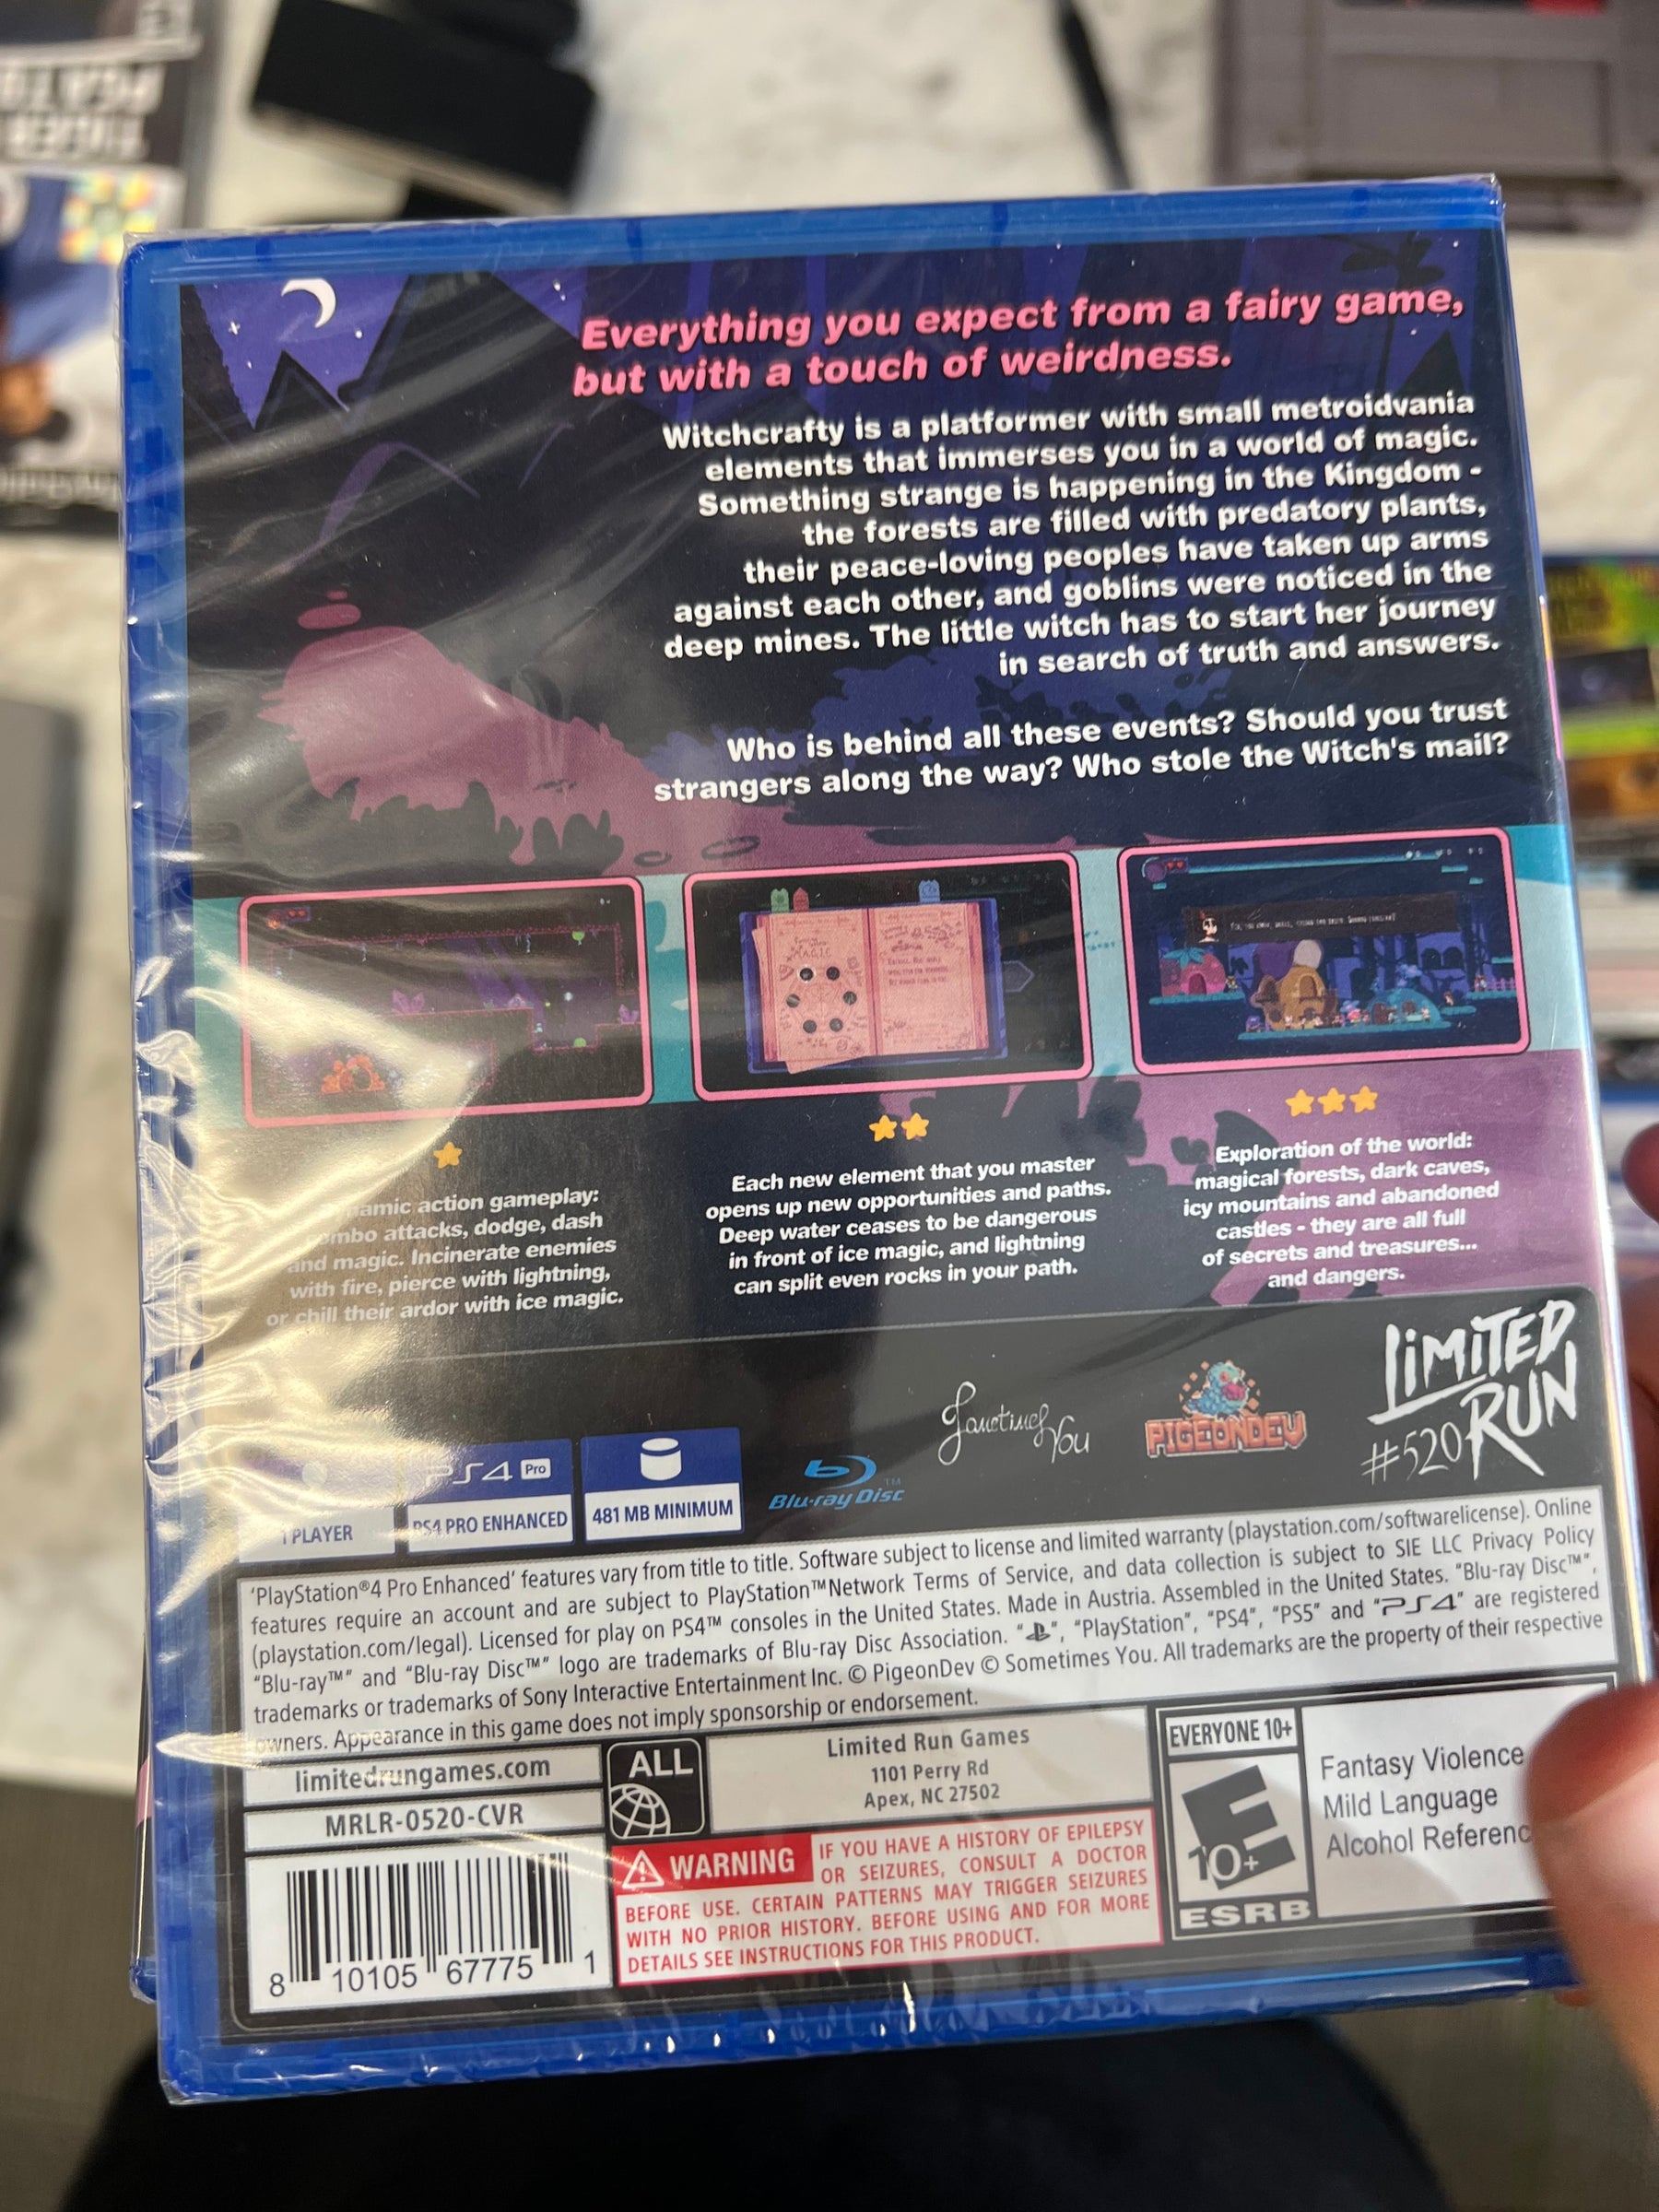 TIGER
PGA TO
Everything you expect from a fairy game,
but with a touch of weirdness.
Witchcrafty is a platformer with small metroidvania
elements that immerses you in a world of magic.
Something strange is happening in the Kingdom -
the forests are filled with predatory plants,
their peace-loving peoples have taken up arms
against each other, and goblins were noticed in the
deep mines. The little witch has to start her journey
in search of truth and answers.
Who is behind all these events? Should you trust
strangers along the way? Who stole the Witch's mail?
MAGIC
amic action gameplay:
mbo attacks, dodge, dash
and magic. Incinerate enemies
with fire, pierce with lightning,
or chill their ardor with ice magic.
Each new element that you master
opens up new opportunities and paths.
Deep water ceases to be dangerous
in front of ice magic, and lightning
can split even rocks in your path.
Exploration of the world:
magical forests, dark caves,
icy mountains and abandoned
castles - they are all full
of secrets and treasures...
and dangers.
1 PLAYER
PS4 Pro
PS4 PRO ENHANCED
481 MB MINIMUM
Blu-ray Disc™
Sometimes You
PIGEONDEV
LIMITED
RUN
#520
'PlayStation®4 Pro Enhanced' features vary from title to title. Software subject to license and limited warranty (playstation.com/softwarelicense). Online
features require an account and are subject to PlayStation™Network Terms of Service, and data collection is subject to SIE LLC Privacy Policy
(playstation.com/legal). Licensed for play on PS4™ consoles in the United States. Made in Austria. Assembled in the United States. "Blu-ray Disc™",
"Blu-ray™" and "Blu-ray Disc™" logo are trademarks of Blu-ray Disc Association. "", "PlayStation", "PS4", "PS5" and "PS4" are registered
trademarks or trademarks of Sony Interactive Entertainment Inc. © PigeonDev © Sometimes You. All trademarks are the property of their respective
owners. Appearance in this game does not imply sponsorship or endorsement.
limitedrungames.com
MRLR-0520-CVR
ALL
Limited Run Games
1101 Perry Rd
Apex, NC 27502
WARNING IF YOU HAVE A HISTORY OF EPILEPSY
OR SEIZURES, CONSULT A DOCTOR
BEFORE USE. CERTAIN PATTERNS MAY TRIGGER SEIZURES
WITH NO PRIOR HISTORY. BEFORE USING AND FOR MORE
DETAILS SEE INSTRUCTIONS FOR THIS PRODUCT.
EVERYONE 10+
E
10+
ESRB
Fantasy Violence
Mild Language
Alcohol Referenc
8 10105 67775 1